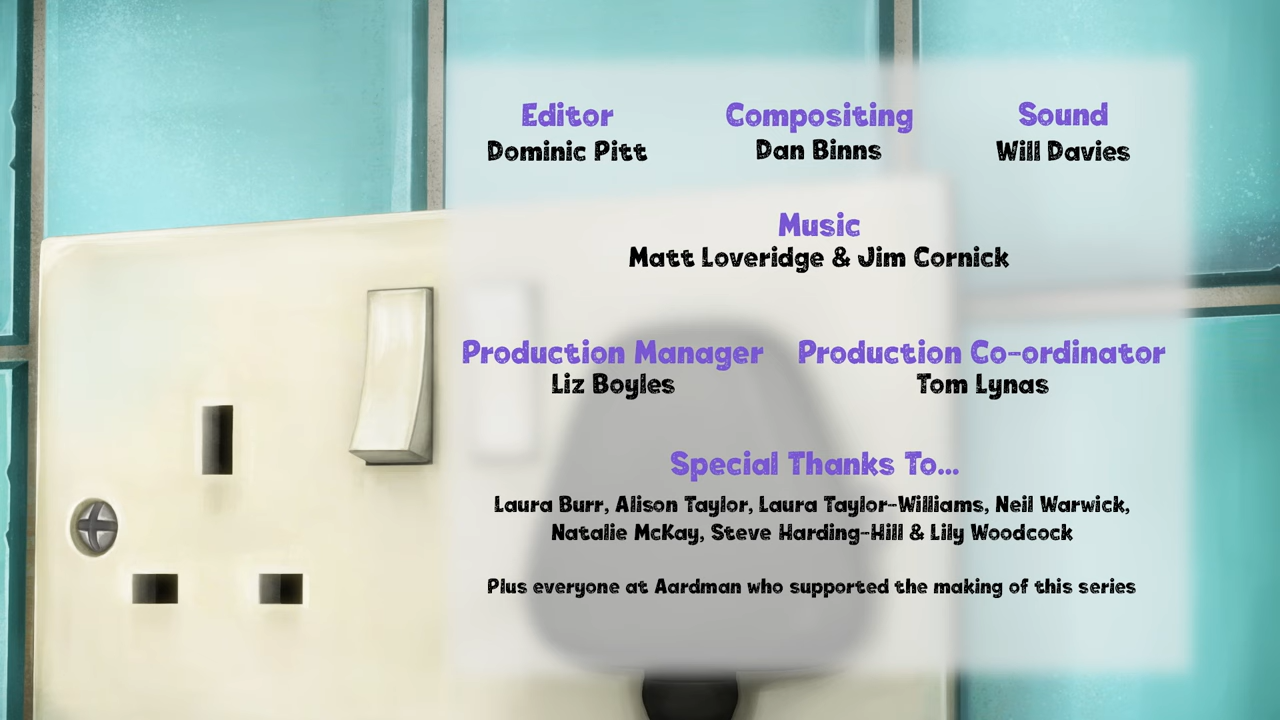 Editor Compositing Sound
Dominic Pitt Dan Binns Will Davies
Music
Matt Loveridge & Jim Cornick
Production Manager Production Co-ordinator
Liz Boyles Tom Lynas
Special Thanks To...
Laura Burr, Alison Taylor, Laura Taylor-Williams, Neil Warwick,
Natalie McKay, Steve Harding-Hill & Lily Woodcock
Plus everyone at Aardman who supported the making of this series